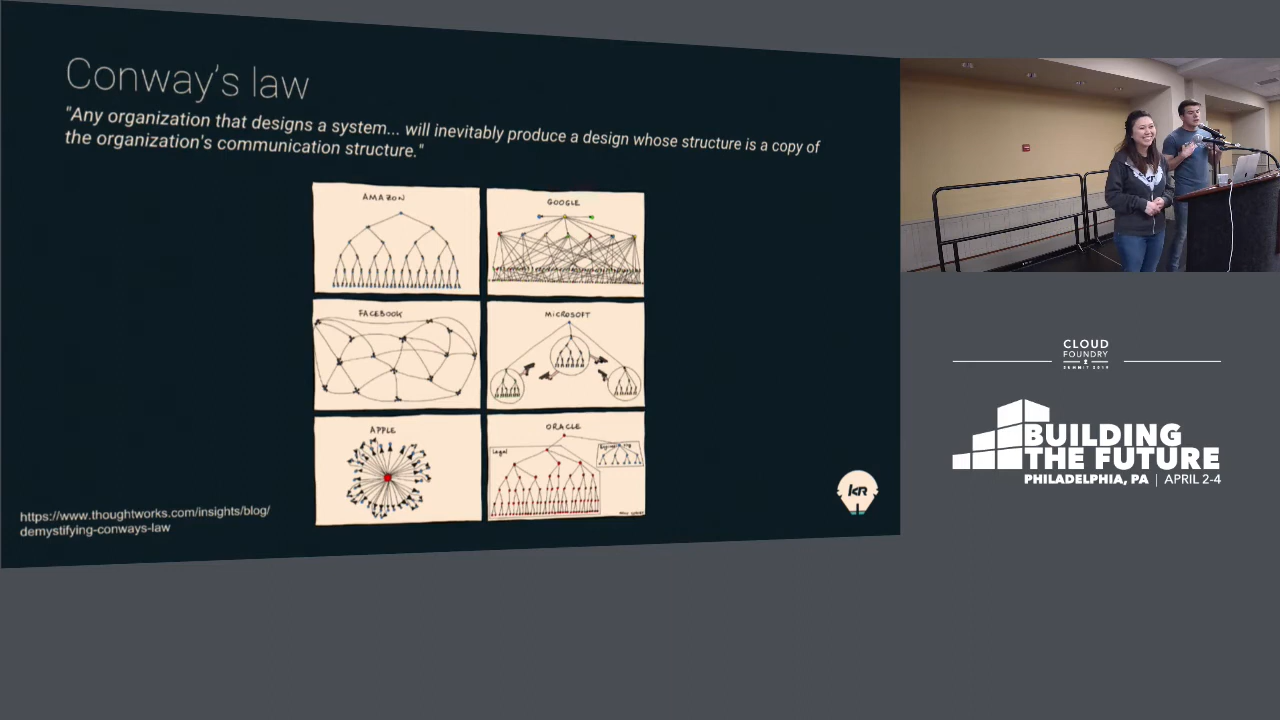 Conway's law
"Any organization that designs a system... will inevitably produce a design whose structure is a copy of
the organization's communication structure."
AMAZON
GOOGLE
FACEBOOK
MICROSOFT
APPLE
ORACLE
Legal
https://www.thoughtworks.com/insights/blog/
demystifying-conways-law
kr
CLOUD
FOUNDRY
SUMMIT 2019
BUILDING
THE FUTURE
PHILADELPHIA, PA | APRIL 2-4